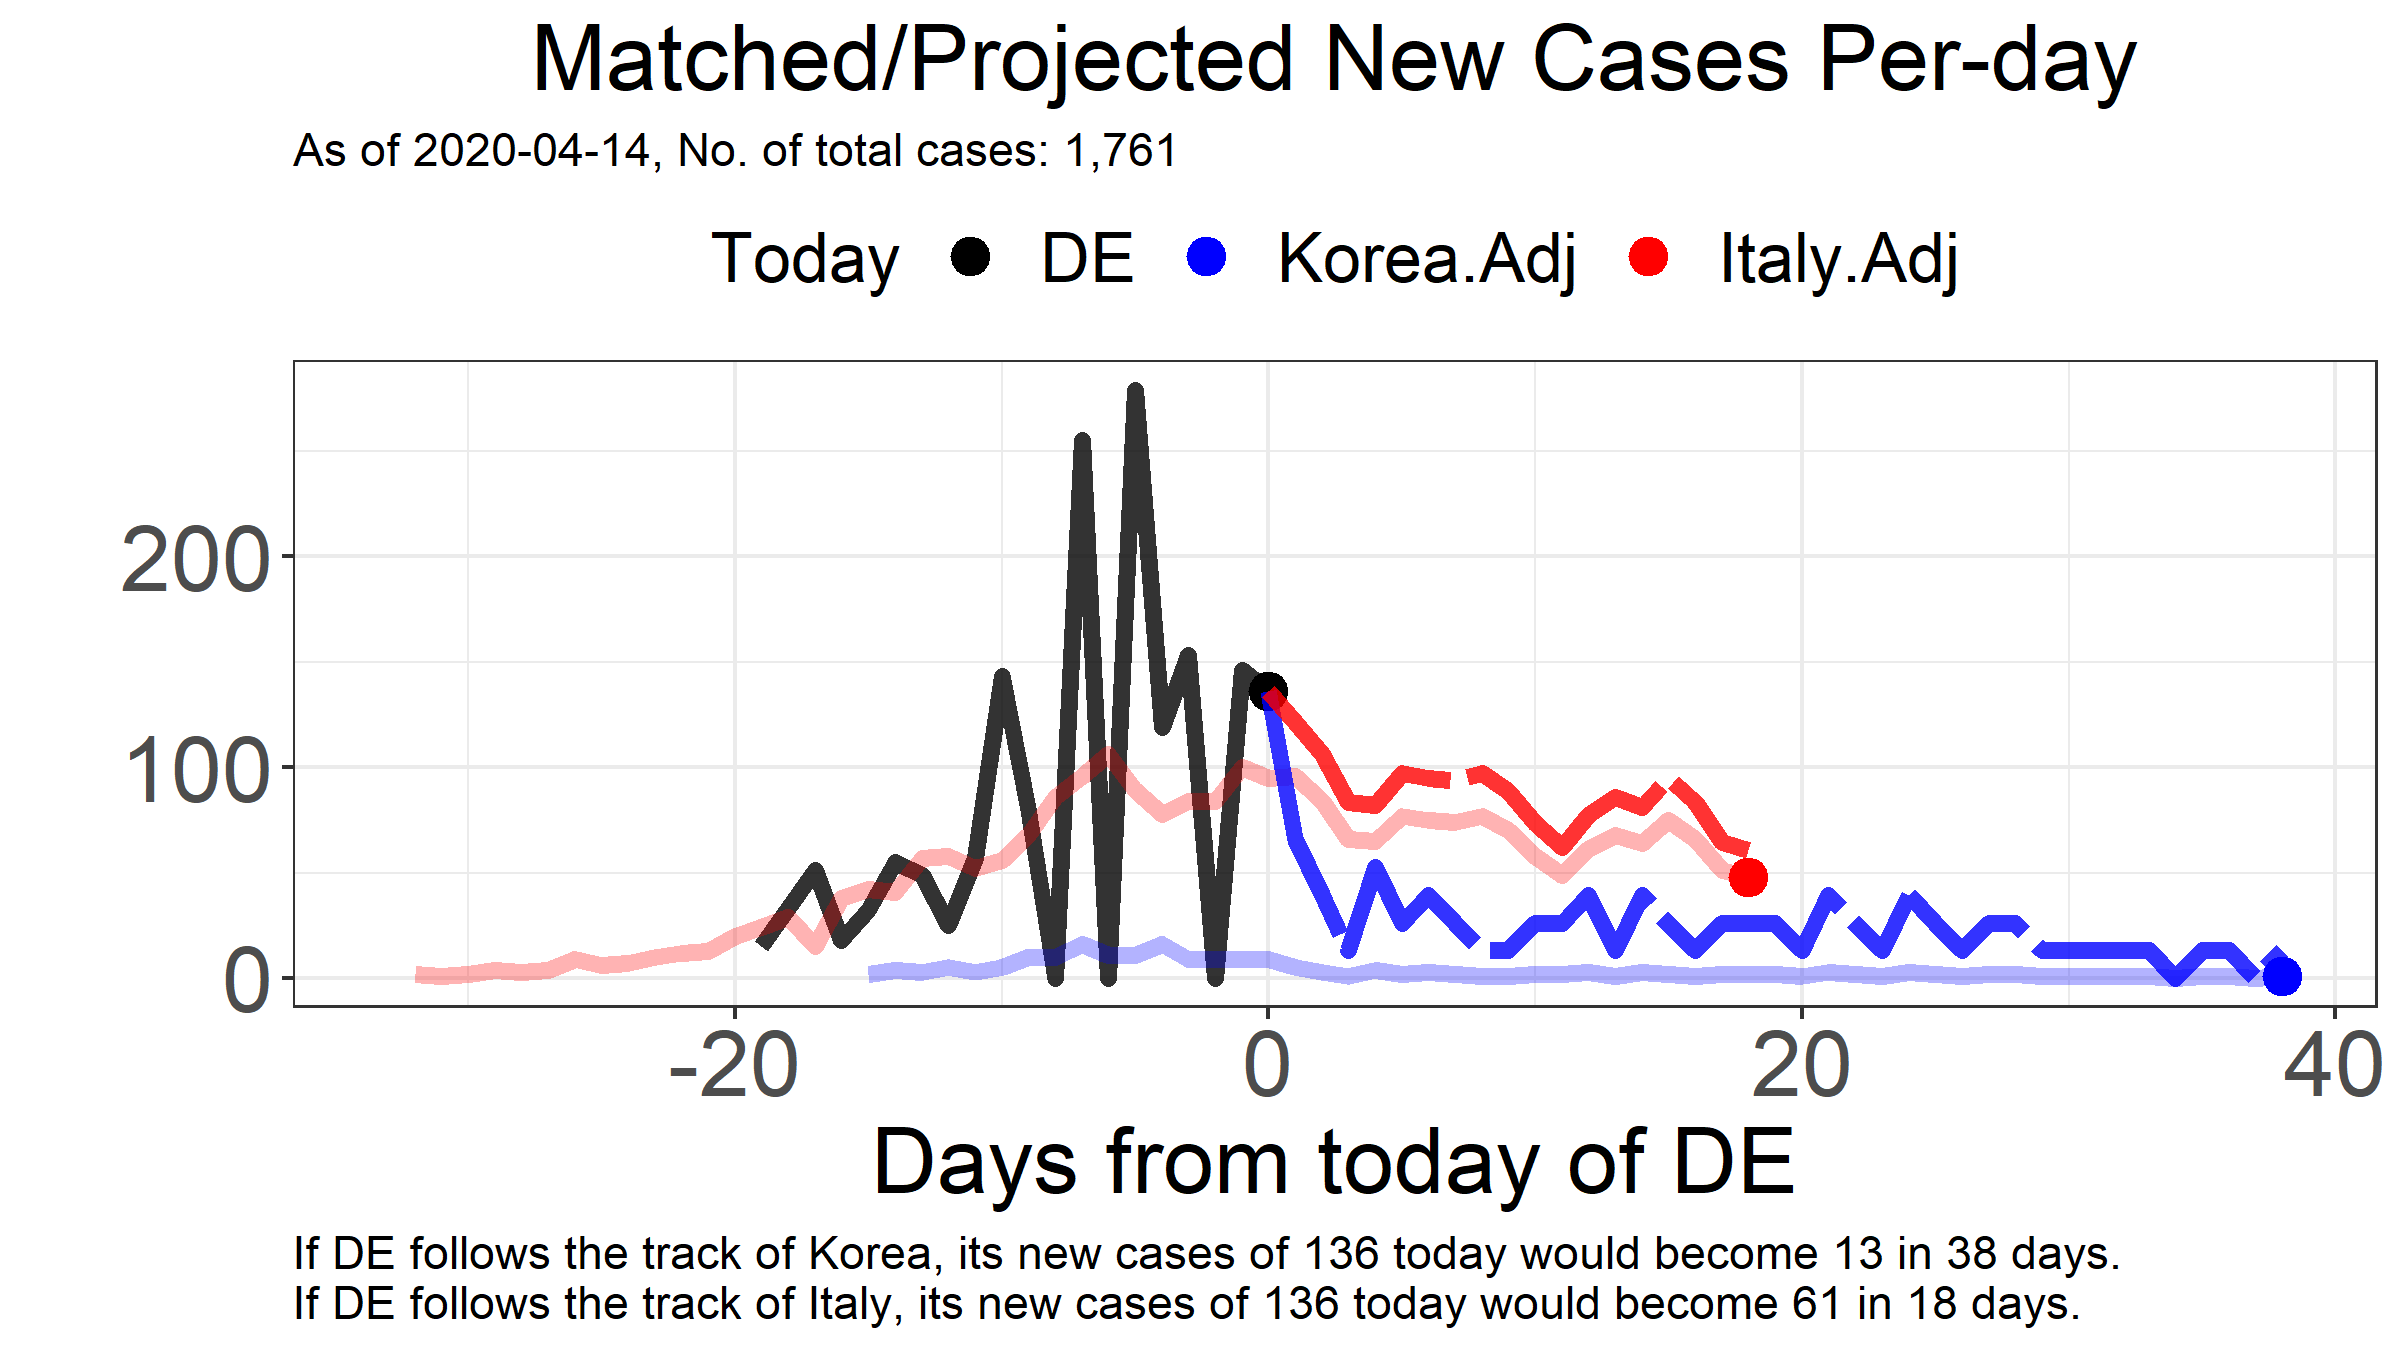 Matched/Projected New Cases Per-day
As of 2020-04-14, No. of total cases: 1,761
Today DE Korea.Adj Italy.Adj
200
100
0
-20 0 20 40
Days from today of DE
If DE follows the track of Korea, its new cases of 136 today would become 13 in 38 days.
If DE follows the track of Italy, its new cases of 136 today would become 61 in 18 days.